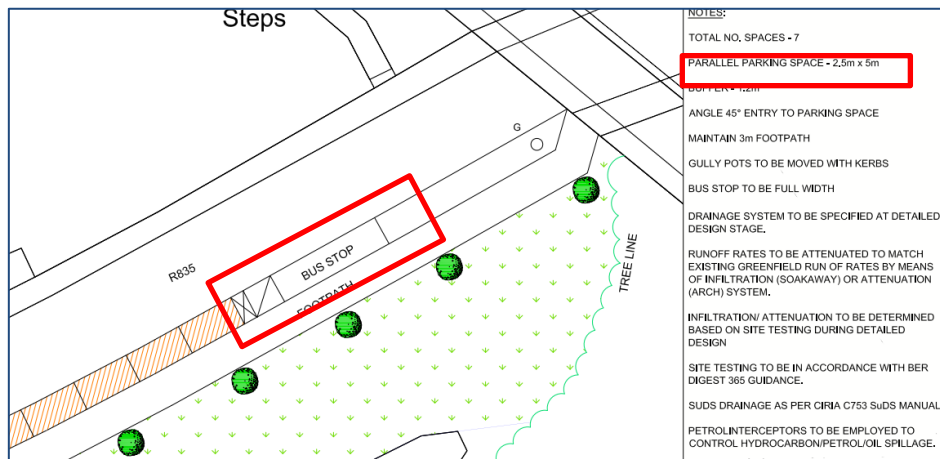 Steps
G
R835
BUS STOP
FOOTPATH
TREE LINE
NOTES:
TOTAL NO. SPACES - 7
PARALLEL PARKING SPACE - 2.5m x 5m
BUFFER - 1.2m
ANGLE 45° ENTRY TO PARKING SPACE
MAINTAIN 3m FOOTPATH
GULLY POTS TO BE MOVED WITH KERBS
BUS STOP TO BE FULL WIDTH
DRAINAGE SYSTEM TO BE SPECIFIED AT DETAILED
DESIGN STAGE.
RUNOFF RATES TO BE ATTENUATED TO MATCH
EXISTING GREENFIELD RUN OF RATES BY MEANS
OF INFILTRATION (SOAKAWAY) OR ATTENUATION
(ARCH) SYSTEM.
INFILTRATION/ ATTENUATION TO BE DETERMINED
BASED ON SITE TESTING DURING DETAILED
DESIGN
SITE TESTING TO BE IN ACCORDANCE WITH BER
DIGEST 365 GUIDANCE.
SUDS DRAINAGE AS PER CIRIA C753 SuDS MANUAL
PETROLINTERCEPTORS TO BE EMPLOYED TO
CONTROL HYDROCARBON/PETROL/OIL SPILLAGE.